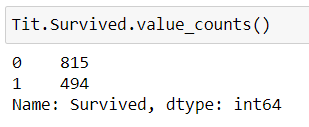 Tit.Survived.value_counts()
0    815
1    494
Name: Survived, dtype: int64